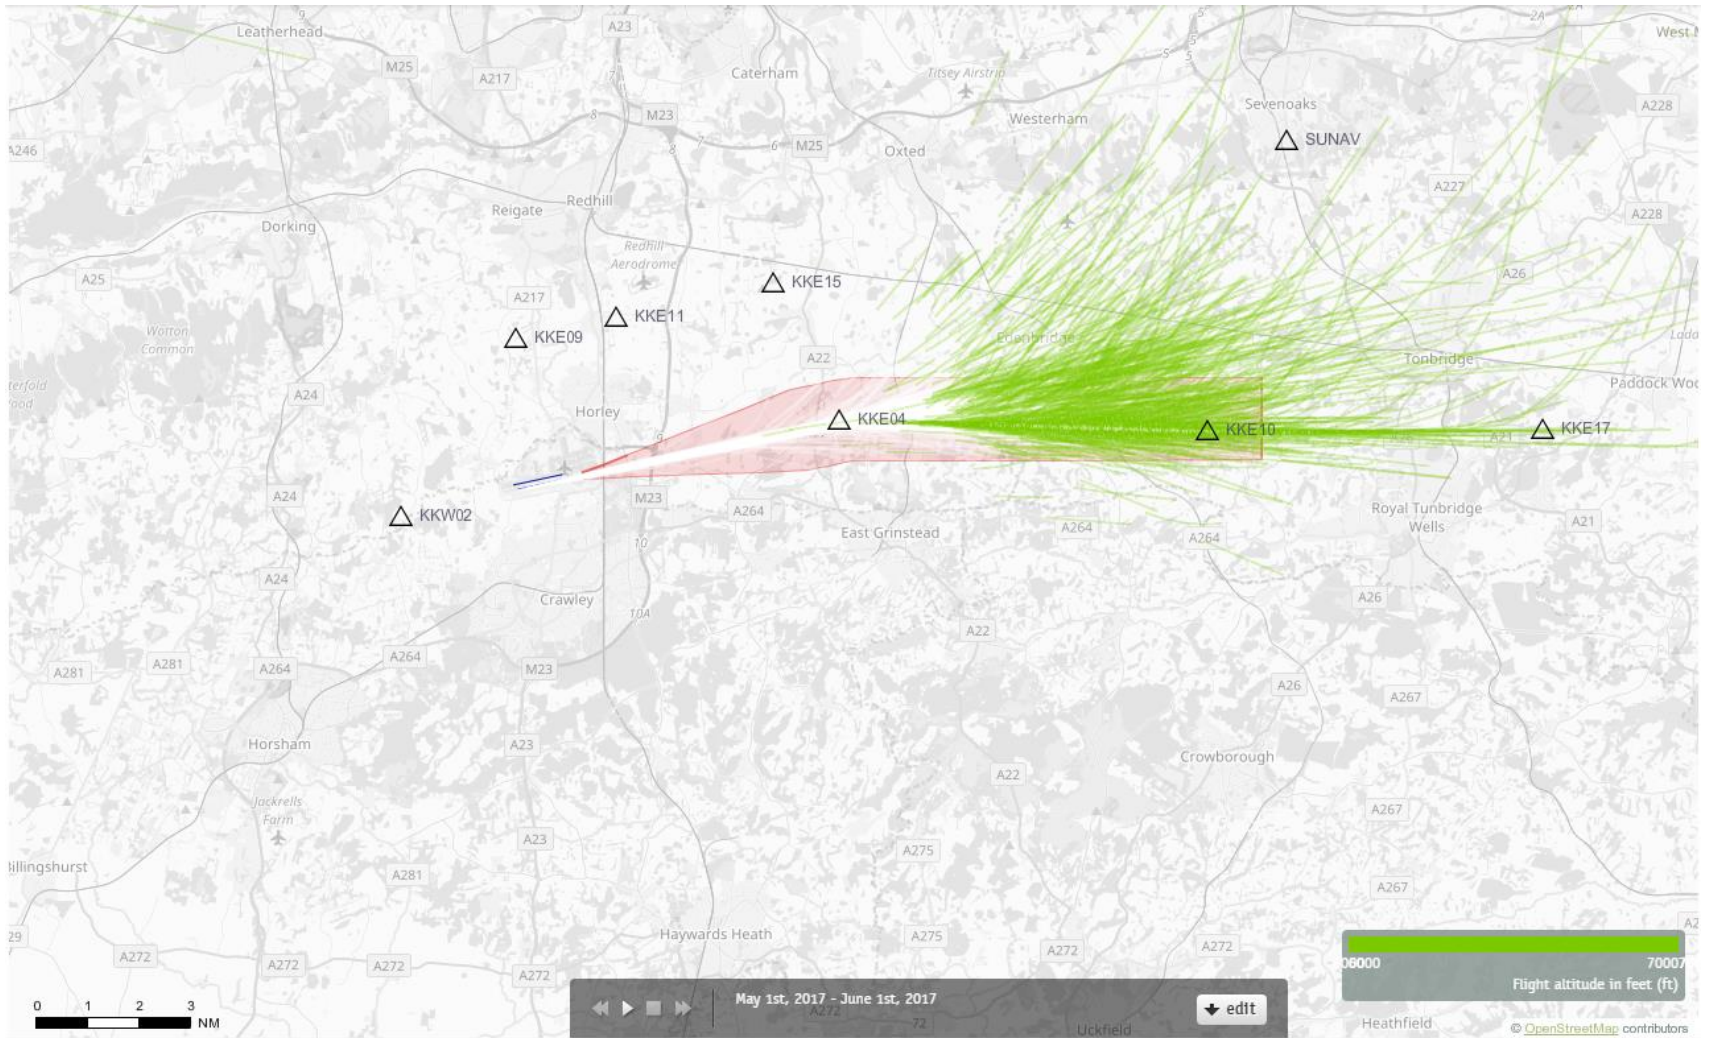 Leatherhead
A23
2A
M25
A217
Caterham
Titsey Airstrip
Sevenoaks
A228
M23
Westerham
A246
M25
Oxted
SUNAV
A227
Reigate
Redhill
A228
Dorking
Redhill
Aerodrome
A25
A217
KKE15
A26
KKE11
Wotton
Common
KKE09
Edenbridge
A22
Tonbridge
A24
Horley
KKE04
KKE10
KKE17
A21
A24
KKW02
M23
A264
East Grinstead
A264
A264
Royal Tunbridge
Wells
A21
10
A24
Crawley
10A
A26
A22
A281
A281
A264
A264
M23
A26
A267
Horsham
A23
A22
Crowborough
Jackrells
Farm
A23
A267
A275
Billingshurst
A281
A267
Haywards Heath
A275
A272
A272
A272
A272
A272
A272
A272
72
Uckfield
Heathfield
0 1 2 3 NM
May 1st, 2017 - June 1st, 2017
edit
70007
Flight altitude in feet (ft)
© OpenStreetMap contributors